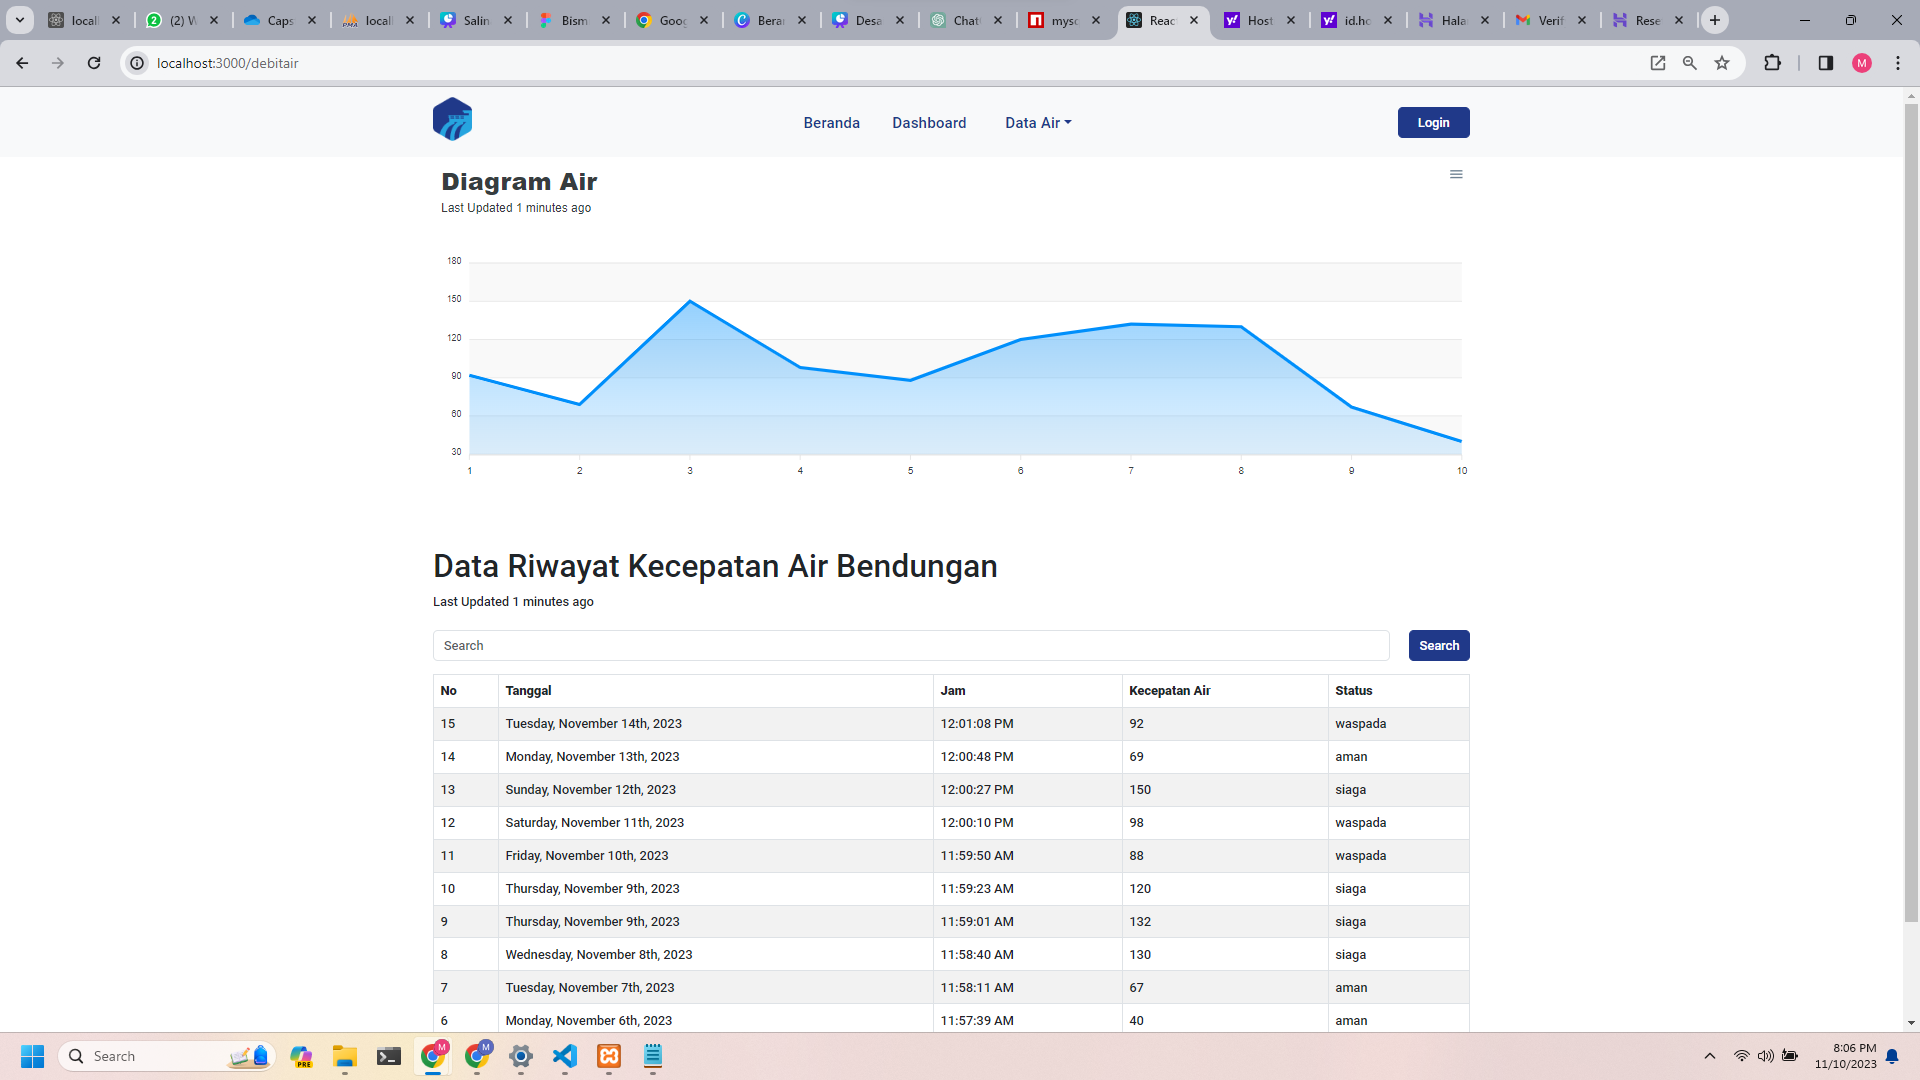 locall
(2) W
Caps
locall
Salin
Bism
Goog
Berar
Desa
Chat
mysc
React
Host
id.ho
Halar
Verif
Rese
localhost:3000/debitair
M
Beranda
Dashboard
Data Air
Login
Diagram Air
Last Updated 1 minutes ago
180
150
120
90
60
30
1 2 3 4 5 6 7 8 9 10
Data Riwayat Kecepatan Air Bendungan
Last Updated 1 minutes ago
Search
Search
No Tanggal Jam Kecepatan Air Status
15 Tuesday, November 14th, 2023 12:01:08 PM 92 waspada
14 Monday, November 13th, 2023 12:00:48 PM 69 aman
13 Sunday, November 12th, 2023 12:00:27 PM 150 siaga
12 Saturday, November 11th, 2023 12:00:10 PM 98 waspada
11 Friday, November 10th, 2023 11:59:50 AM 88 waspada
10 Thursday, November 9th, 2023 11:59:23 AM 120 siaga
9 Thursday, November 9th, 2023 11:59:01 AM 132 siaga
8 Wednesday, November 8th, 2023 11:58:40 AM 130 siaga
7 Tuesday, November 7th, 2023 11:58:11 AM 67 aman
6 Monday, November 6th, 2023 11:57:39 AM 40 aman
Search
PRE
M
M
8:06 PM
11/10/2023